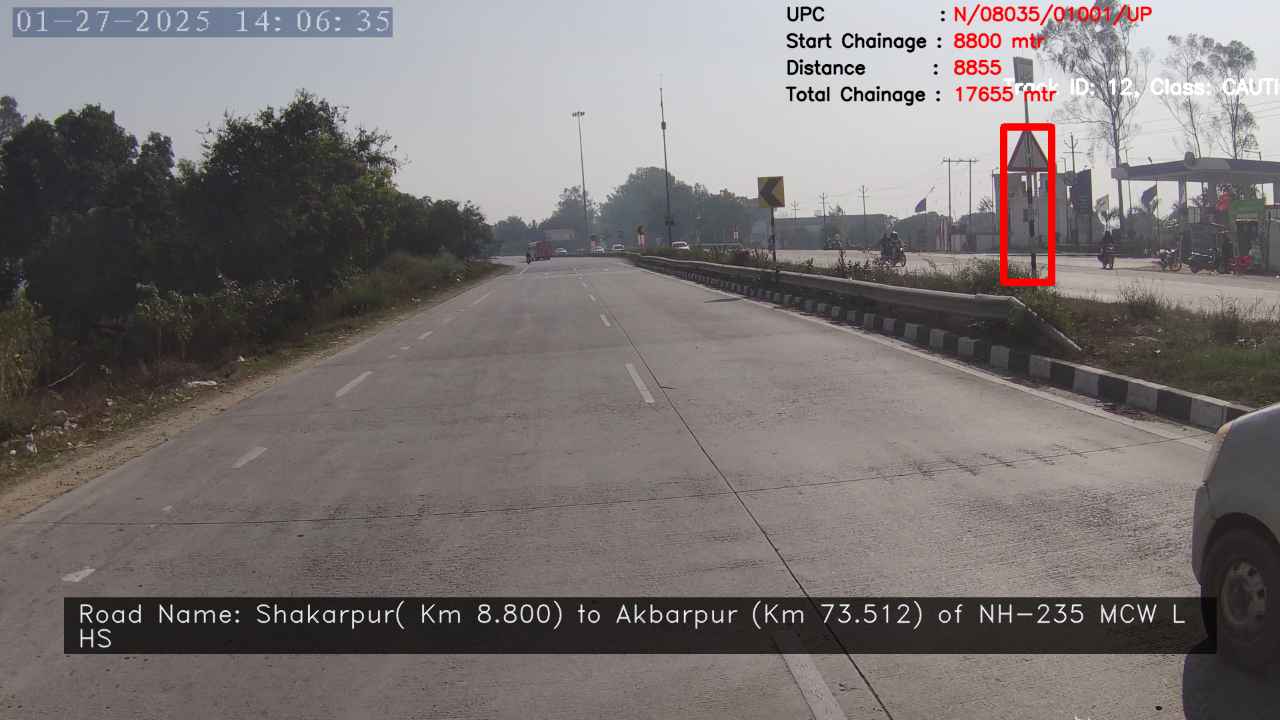 01-27-2025 14:06:35
UPC : N/08035/01001/UP
Start Chainage : 8800 mtr
Distance : 8855
Total Chainage : 17655 mtr
Track ID: 12, Class: CAUTI
Road Name: Shakarpur( Km 8.800) to Akbarpur (Km 73.512) of NH-235 MCW L
HS